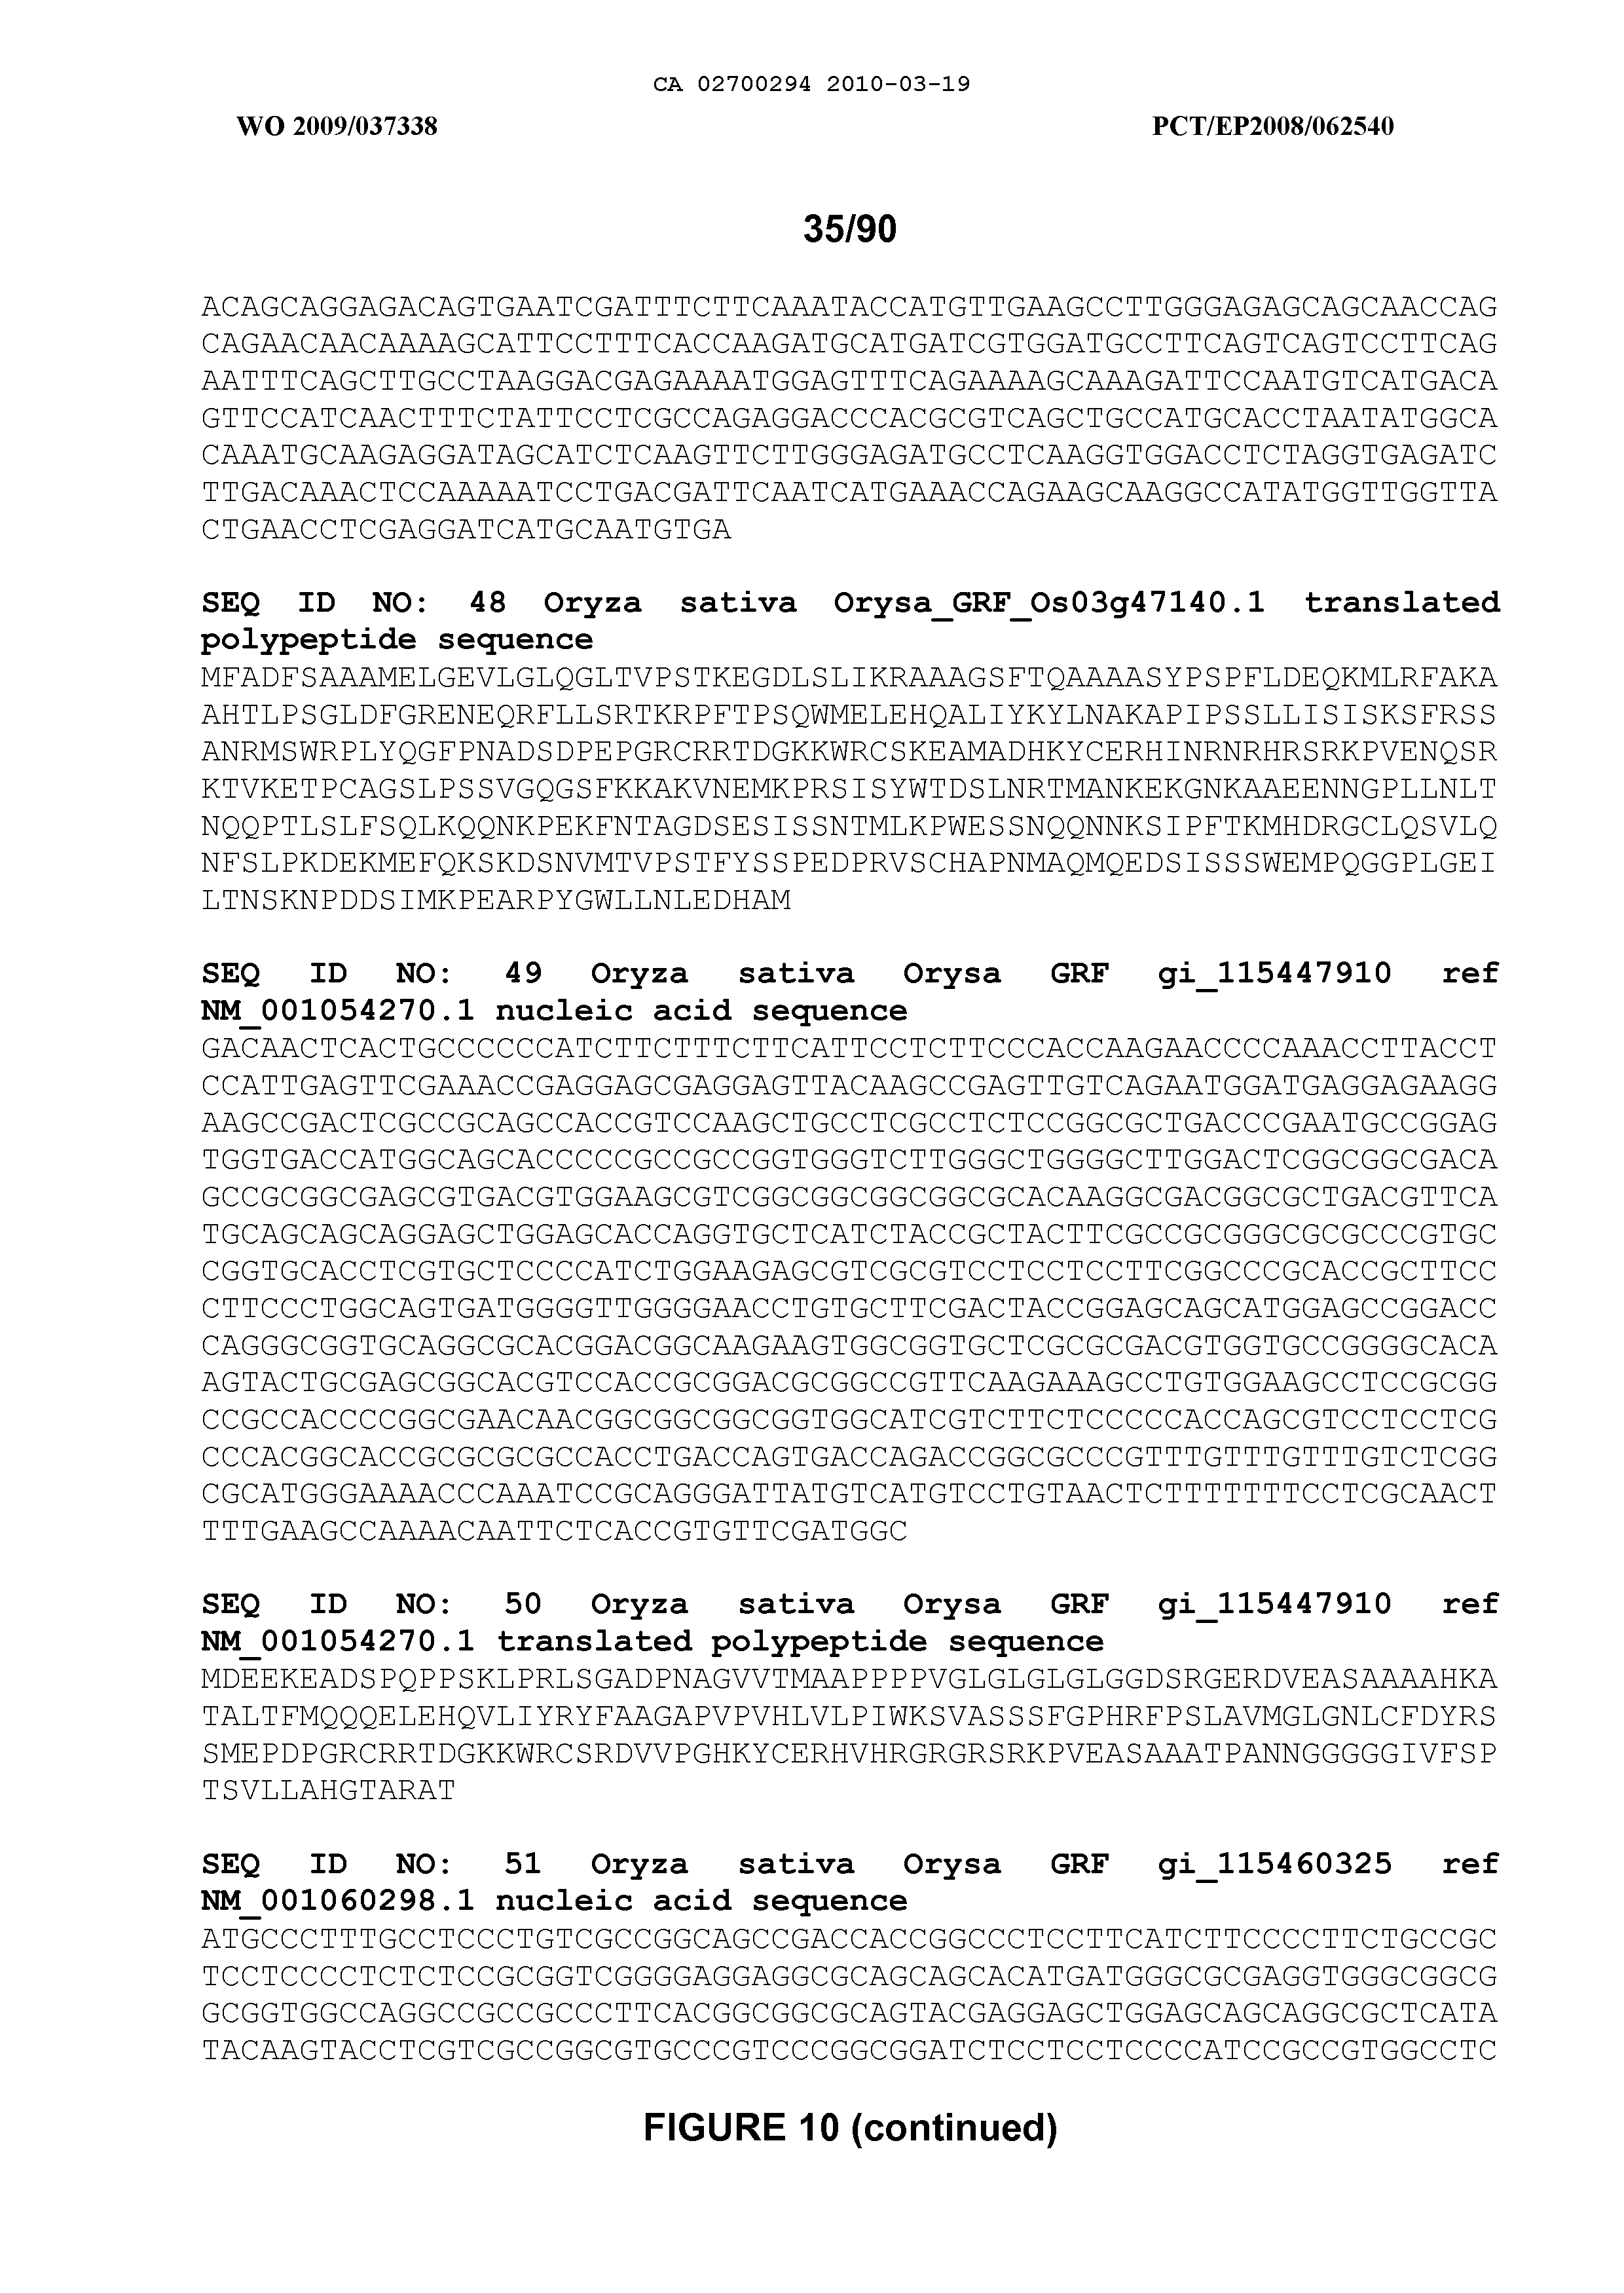 CA 02700294 2010-03-19
WO 2009/037338 PCT/EP2008/062540
35/90
ACAGCAGGAGACAGTGAATCGATTTCTTCAAATACCATGTTGAAGCCTTGGGAGAGCAGCAACCAG
CAGAACAACAAAAGCATTCCTTTCACCAAGATGCATGATCGTGGATGCCTTCAGTCAGTCCTTCAG
AATTTCAGCTTGCCTAAGGACGAGAAAATGGAGTTTCAGAAAAGCAAAGATTCCAATGTCATGACA
GTTCCATCAACTTTCTATTCCTCGCCAGAGGACCCACGCGTCAGCTGCCATGCACCTAATATGGCA
CAAATGCAAGAGGATAGCATCTCAAGTTCTTGGGAGATGCCTCAAGGTGGACCTCTAGGTGAGATC
TTGACAAACTCCAAAAATCCTGACGATTCAATCATGAAACCAGAAGCAAGGCCATATGGTTGGTTA
CTGAACCTCGAGGATCATGCAATGTGA
SEQ ID NO: 48 Oryza sativa Orysa_GRF_Os03g47140.1 translated
polypeptide sequence
MFADFSAAAMELGEVLGLQGLTVPSTKEGDLSLIKRAAAGSFTQAAAASYPSPFLDEQKMLRFAKA
AHTLPSGLDFGRENEQRFLLSRTKRPFTPSQWMELEHQALIYKYLNAKAPIPSSLLISISKSFRSS
ANRMSWRPLYQGFPNADSDPEPGRCRRTDGKKWRCSKEAMADHKYCERHINRNRHRSRKPVENQSR
KTVKETPCAGSLPSSVGQGSFKKAKVNEMKPRSISYWTDSLNRTMANKEKGNKAAEENNGPLLNLT
NQQPTLSLFSQLKQQNKPEKFNTAGDSESISSNTMLKPWESSNQQNNKSIPFTKMHDRGCLQSVLQ
NFSLPKDEKMEFQKSKDSNVMTVPSTFYSSPEDPRVSCHAPNMAQMQEDSISSSWEMPQGGPLGEI
LTNSKNPDDSIMKPEARPYGWLLNLEDHAM
SEQ ID NO: 49 Oryza sativa Orysa GRF gi_115447910 ref
NM_001054270.1 nucleic acid sequence
GACAACTCACTGCCCCCCATCTTCTTTCTTCATTCCTCTTCCCACCAAGAACCCCAAACCTTACCT
CCATTGAGTTCGAAACCGAGGAGCGAGGAGTTACAAGCCGAGTTGTCAGAATGGATGAGGAGAAGG
AAGCCGACTCGCCGCAGCCACCGTCCAAGCTGCCTCGCCTCTCCGGCGCTGACCCGAATGCCGGAG
TGGTGACCATGGCAGCACCCCCGCCGCCGGTGGGTCTTGGGCTGGGGCTTGGACTCGGCGGCGACA
GCCGCGGCGAGCGTGACGTGGAAGCGTCGGCGGCGGCGGCGCACAAGGCGACGGCGCTGACGTTCA
TGCAGCAGCAGGAGCTGGAGCACCAGGTGCTCATCTACCGCTACTTCGCCGCGGGCGCGCCCGTGC
CGGTGCACCTCGTGCTCCCCATCTGGAAGAGCGTCGCGTCCTCCTCCTTCGGCCCGCACCGCTTCC
CTTCCCTGGCAGTGATGGGGTTGGGGAACCTGTGCTTCGACTACCGGAGCAGCATGGAGCCGGACC
CAGGGCGGTGCAGGCGCACGGACGGCAAGAAGTGGCGGTGCTCGCGCGACGTGGTGCCGGGGCACA
AGTACTGCGAGCGGCACGTCCACCGCGGACGCGGCCGTTCAAGAAAGCCTGTGGAAGCCTCCGCGG
CCGCCACCCCGGCGAACAACGGCGGCGGCGGTGGCATCGTCTTCTCCCCCACCAGCGTCCTCCTCG
CCCACGGCACCGCGCGCGCCACCTGACCAGTGACCAGACCGGCGCCCGTTTGTTTGTTTGTCTCGG
CGCATGGGAAAACCCAAATCCGCAGGGATTATGTCATGTCCTGTAACTCTTTTTTTCCTCGCAACT
TTTGAAGCCAAAACAATTCTCACCGTGTTCGATGGC
SEQ ID NO: 50 Oryza sativa Orysa GRF gi_115447910 ref
NM_001054270.1 translated polypeptide sequence
MDEEKEADSPQPPSKLPRLSGADPNAGVVTMAAPPPPVGLGLGLGLGGDSRGERDVEASAAAAHKA
TALTFMQQQELEHQVLIYRYFAAGAPVPVHLVLPIWKSVASSSFGPHRFPSLAVMGLGNLCFDYRS
SMEPDPGRCRRTDGKKWRCSRDVVPGHKYCERHVHRGRGRSRKPVEASAAATPANNGGGGGIVFSP
TSVLLAHGTARAT
SEQ ID NO: 51 Oryza sativa Orysa GRF gi_115460325 ref
NM_001060298.1 nucleic acid sequence
ATGCCCTTTGCCTCCCTGTCGCCGGCAGCCGACCACCGGCCCTCCTTCATCTTCCCCTTCTGCCGC
TCCTCCCCTCTCTCCGCGGTCGGGGAGGAGGCGCAGCAGCACATGATGGGCGCGAGGTGGGCGGCG
GCGGTGGCCAGGCCGCCGCCCTTCACGGCGGCGCAGTACGAGGAGCTGGAGCAGCAGGCGCTCATA
TACAAGTACCTCGTCGCCGGCGTGCCCGTCCCGGCGGATCTCCTCCTCCCCATCCGCCGTGGCCTC
FIGURE 10 (continued)